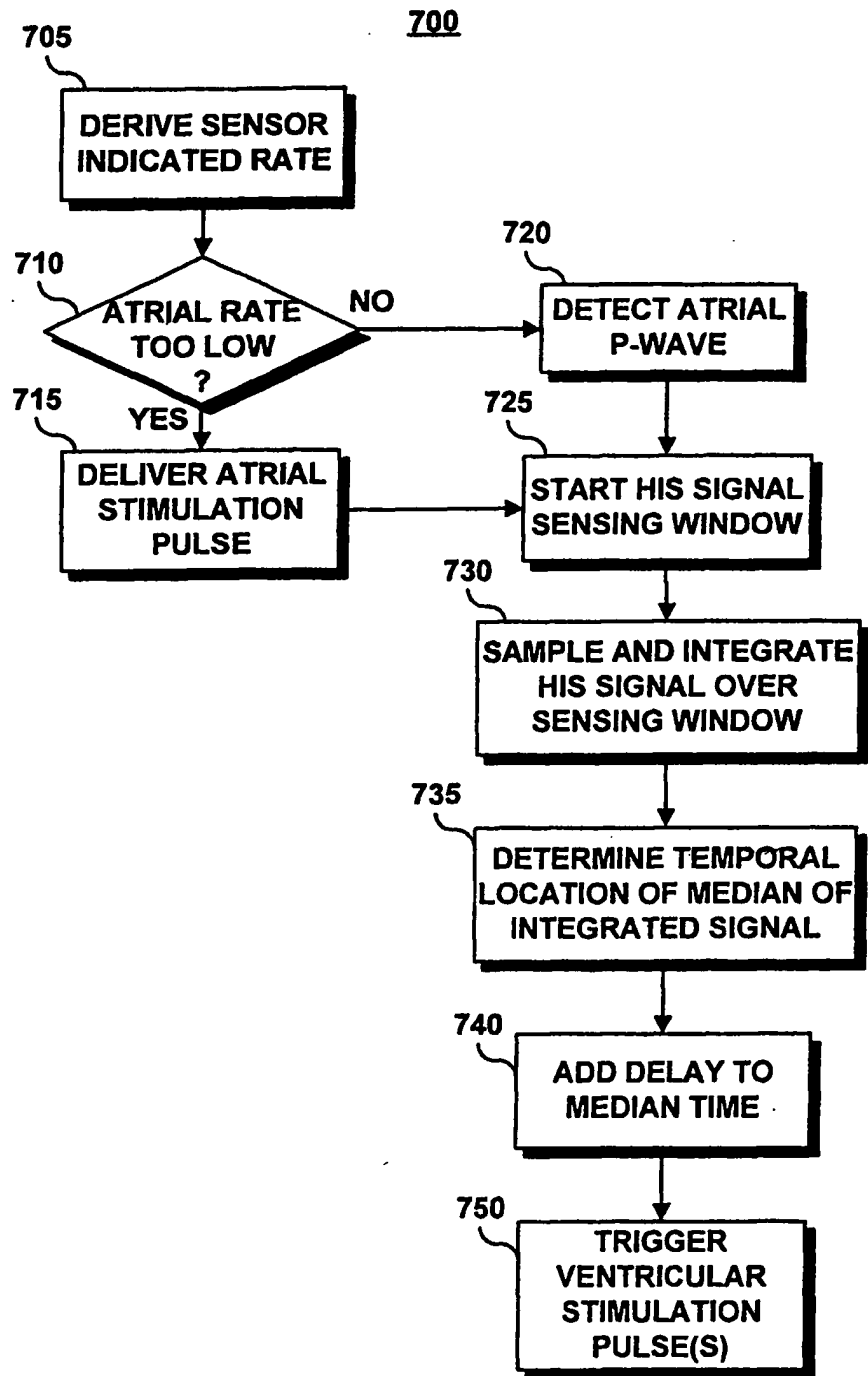 700
705
DERIVE SENSOR
INDICATED RATE
710
ATRIAL RATE
TOO LOW
?
NO
YES
715
DELIVER ATRIAL
STIMULATION
PULSE
720
DETECT ATRIAL
P-WAVE
725
START HIS SIGNAL
SENSING WINDOW
730
SAMPLE AND INTEGRATE
HIS SIGNAL OVER
SENSING WINDOW
735
DETERMINE TEMPORAL
LOCATION OF MEDIAN OF
INTEGRATED SIGNAL
740
ADD DELAY TO
MEDIAN TIME
750
TRIGGER
VENTRICULAR
STIMULATION
PULSE(S)